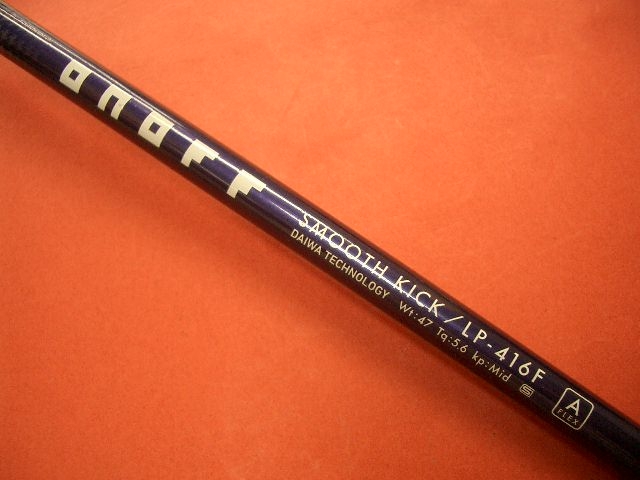 onoff
SMOOTH KICK / LP-416F
DAIWA TECHNOLOGY Wt:47 Tq:5.6 kp:Mid S
A
FLEX